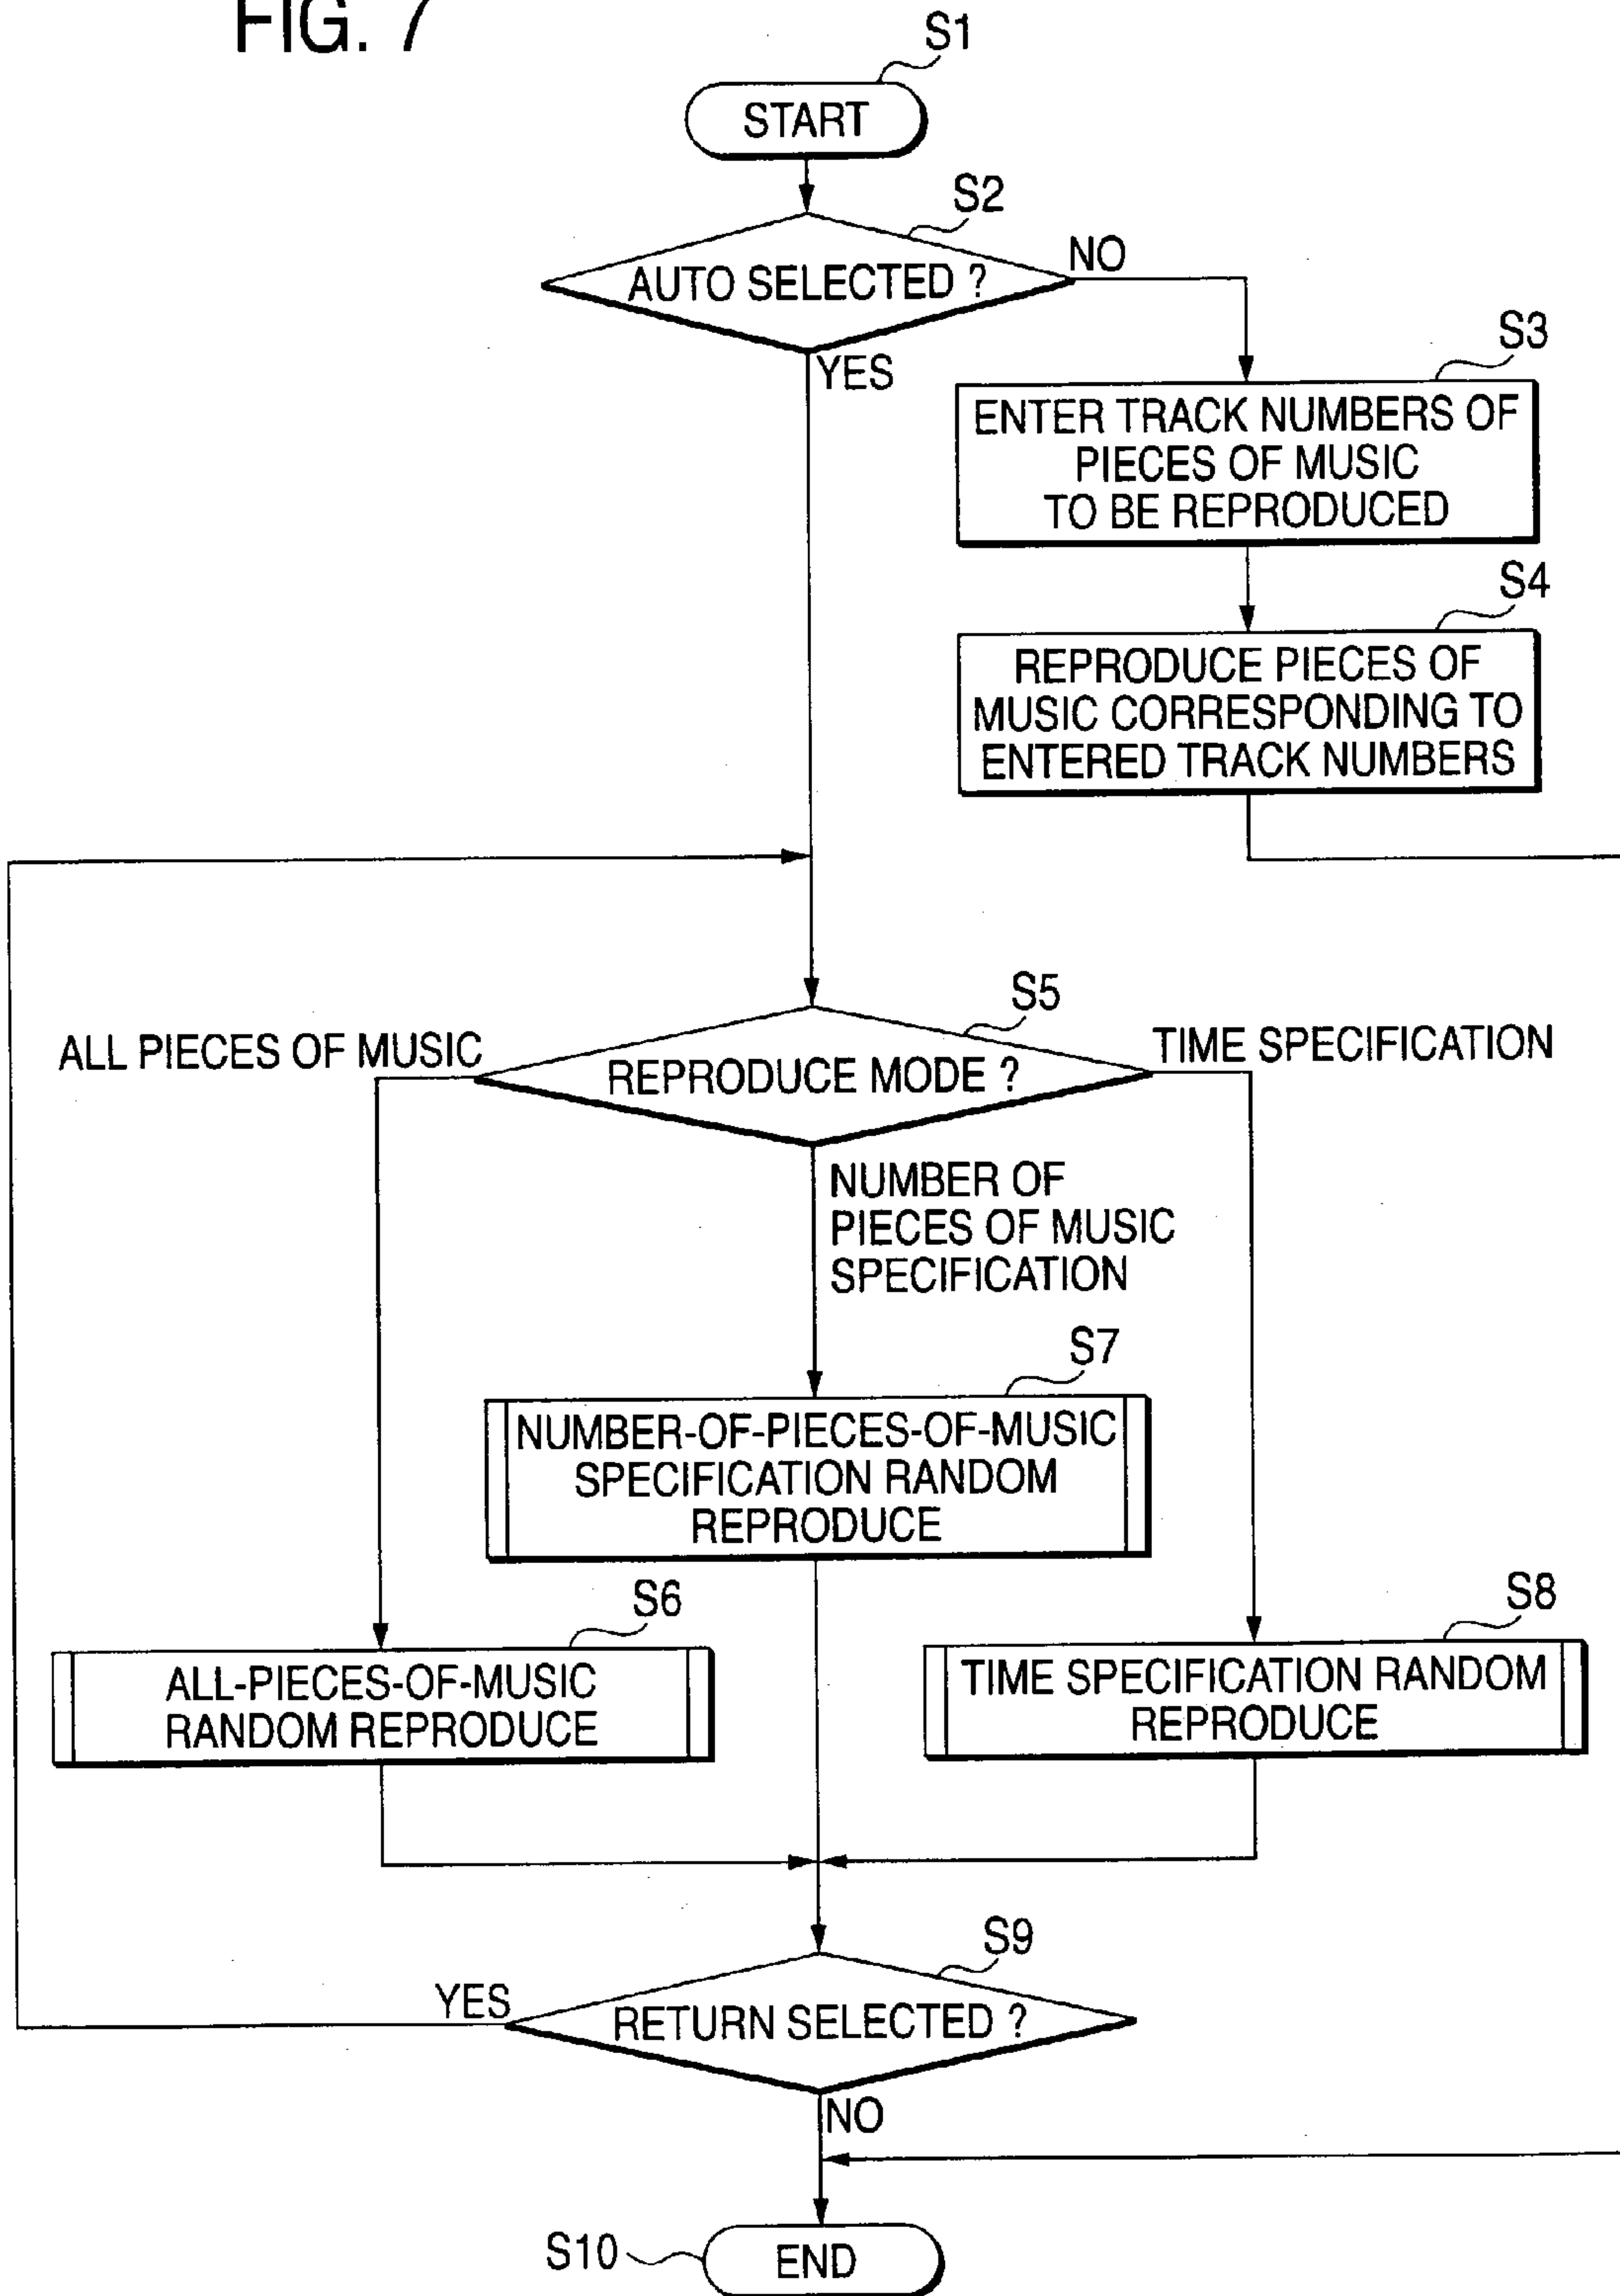 FIG. 7
S1
START
S2
AUTO SELECTED ?
NO
YES
S3
ENTER TRACK NUMBERS OF
PIECES OF MUSIC
TO BE REPRODUCED
S4
REPRODUCE PIECES OF
MUSIC CORRESPONDING TO
ENTERED TRACK NUMBERS
S5
ALL PIECES OF MUSIC
REPRODUCE MODE ?
TIME SPECIFICATION
NUMBER OF
PIECES OF MUSIC
SPECIFICATION
S7
NUMBER-OF-PIECES-OF-MUSIC
SPECIFICATION RANDOM
REPRODUCE
S6
ALL-PIECES-OF-MUSIC
RANDOM REPRODUCE
S8
TIME SPECIFICATION RANDOM
REPRODUCE
S9
YES
RETURN SELECTED ?
NO
S10
END